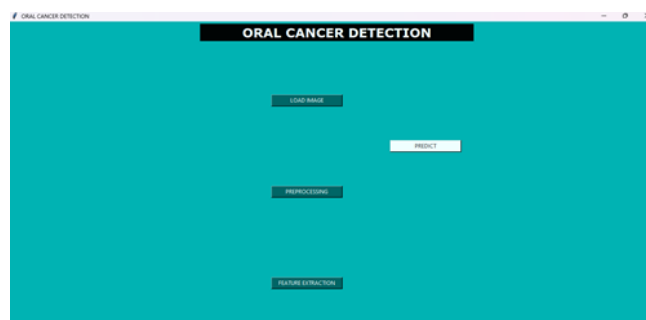 ORAL CANCER DETECTION
ORAL CANCER DETECTION
LOAD IMAGE
PREDICT
PREPROCESSING
FEATURE EXTRACTION